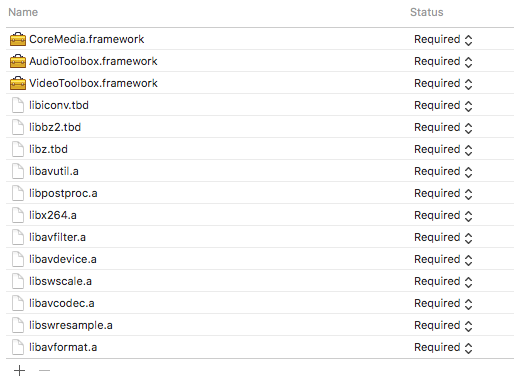 Name Status
CoreMedia.framework Required
AudioToolbox.framework Required
VideoToolbox.framework Required
libiconv.tbd Required
libbz2.tbd Required
libz.tbd Required
libavutil.a Required
libpostproc.a Required
libx264.a Required
libavfilter.a Required
libavdevice.a Required
libswscale.a Required
libavcodec.a Required
libswresample.a Required
libavformat.a Required